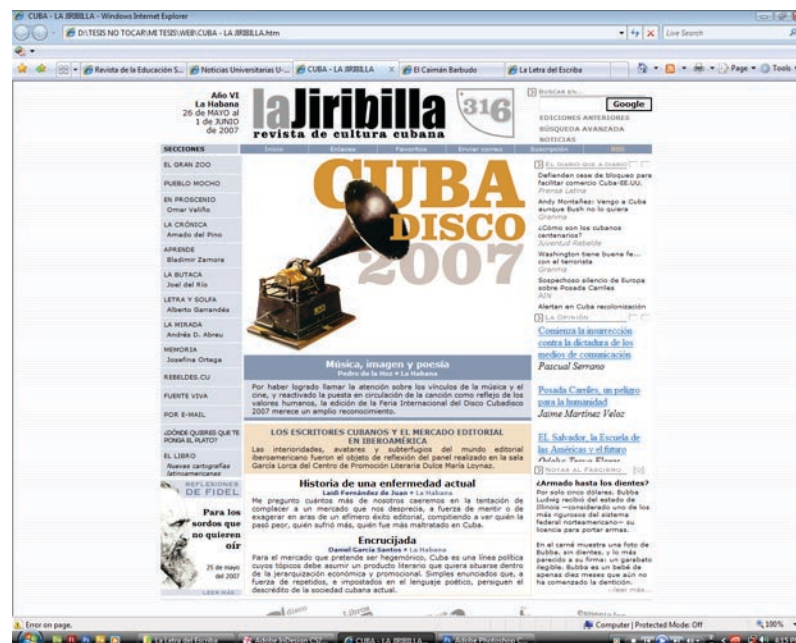 CUBA - LA JIRIBILLA - Windows Internet Explorer
D:\TESIS NO TOCAR\MI TESIS\WEB\CUBA - LA JIRIBILLA.htm
Live Search
Revista de la Educación S...
Noticias Universitarias U-...
CUBA - LA JIRIBILLA
El Caimán Barbudo
La Letra del Escriba
Page
Tools
Año VI
La Habana
26 de MAYO al
1 de JUNIO
de 2007
laJiribilla
revista de cultura cubana
316
BUSCAR EN...
Google
EDICIONES ANTERIORES
BÚSQUEDA AVANZADA
NOTICIAS
SECCIONES
Inicio
Enlaces
Favoritos
Enviar correo
Suscripción
RSS
EL GRAN ZOO
PUEBLO MOCHO
EN PROSCENIO
Omar Valiño
LA CRÓNICA
Amado del Pino
APRENDE
Bladimir Zamora
LA BUTACA
Joel del Río
LETRA Y SOLFA
Alberto Garrandés
LA MIRADA
Andrés D. Abreu
MEMORIA
Josefina Ortega
REBELDES.CU
FUENTE VIVA
POR E-MAIL
¿DÓNDE QUIERES QUE TE
PONGA EL PLATO?
EL LIBRO
Nuevas cartografías
latinoamericanas
REFLEXIONES
DE FIDEL
Para los
sordos que
no quieren
oír
25 de mayo
del 2007
LEER MÁS
CUBA
DISCO
2007
Música, imagen y poesía
Pedro de la Hoz • La Habana
Por haber logrado llamar la atención sobre los vínculos de la música y el
cine, y reactivado la puesta en circulación de la canción como reflejo de los
valores humanos, la edición de la Feria Internacional del Disco Cubadisco
2007 merece un amplio reconocimiento.
LOS ESCRITORES CUBANOS Y EL MERCADO EDITORIAL
EN IBEROAMÉRICA
Las interioridades, avatares y subterfugios del mundo editorial
iberoamericano fueron el objeto de reflexión del panel realizado en la sala
García Lorca del Centro de Promoción Literaria Dulce María Loynaz.
Historia de una enfermedad actual
Laidi Fernández de Juan • La Habana
Me pregunto cuántos más de nosotros caeremos en la tentación de
complacer a un mercado que nos desprecia, a fuerza de mentir o de
exagerar en aras de un efímero éxito editorial, compitiendo a ver quién la
pasó peor, quién sufrió más, quién fue más maltratado en Cuba.
Encrucijada
Daniel García Santos • La Habana
Para el mercado que pretende ser hegemónico, Cuba es una línea política
cuyos tópicos debe asumir un producto literario que quiera situarse dentro
de la jerarquización económica y promocional. Simples enunciados que, a
fuerza de repetidos, e impostados en el lenguaje poético, persiguen el
descrédito de la sociedad cubana actual.
EL DIARIO QUE A DIARIO
Defienden cese de bloqueo para
facilitar comercio Cuba-EE.UU.
Prensa Latina
Andy Montañez: Vengo a Cuba
aunque Bush no lo quiera
Granma
¿Cómo son los cubanos
centenarios?
Juventud Rebelde
Washington tiene buena fe...
con el terrorista
Granma
Sospechoso silencio de Europa
sobre Posada Carriles
AIN
Alertan en Cuba recolonización
LA OPINIÓN
Comienza la insurrección
contra la dictadura de los
medios de comunicación
Pascual Serrano
Posada Carriles, un peligro
para la humanidad
Jaime Martínez Veloz
EL Salvador, la Escuela de
las Américas y el futuro
NOTAS AL FASCISMO
¿Armado hasta los dientes?
Por solo cinco dólares, Bubba
Ludwig recibió del estado de
Illinois —considerado uno de los
más rigurosos del sistema
federal norteamericano— su
licencia para portar armas.
En el carné muestra una foto de
Bubba, sin dientes, y lo más
parecido a su firma: un garabato
ilegible. Bubba es un bebé de
apenas diez meses que aún no
ha comenzado la dentición.
leer más
disco
Libros
Error on page.
Computer | Protected Mode: Off
100%
La Letra del Escriba
Adobe InDesign CS2...
CUBA - LA JIRIBILLA...
Adobe Photoshop C...
4:15 P